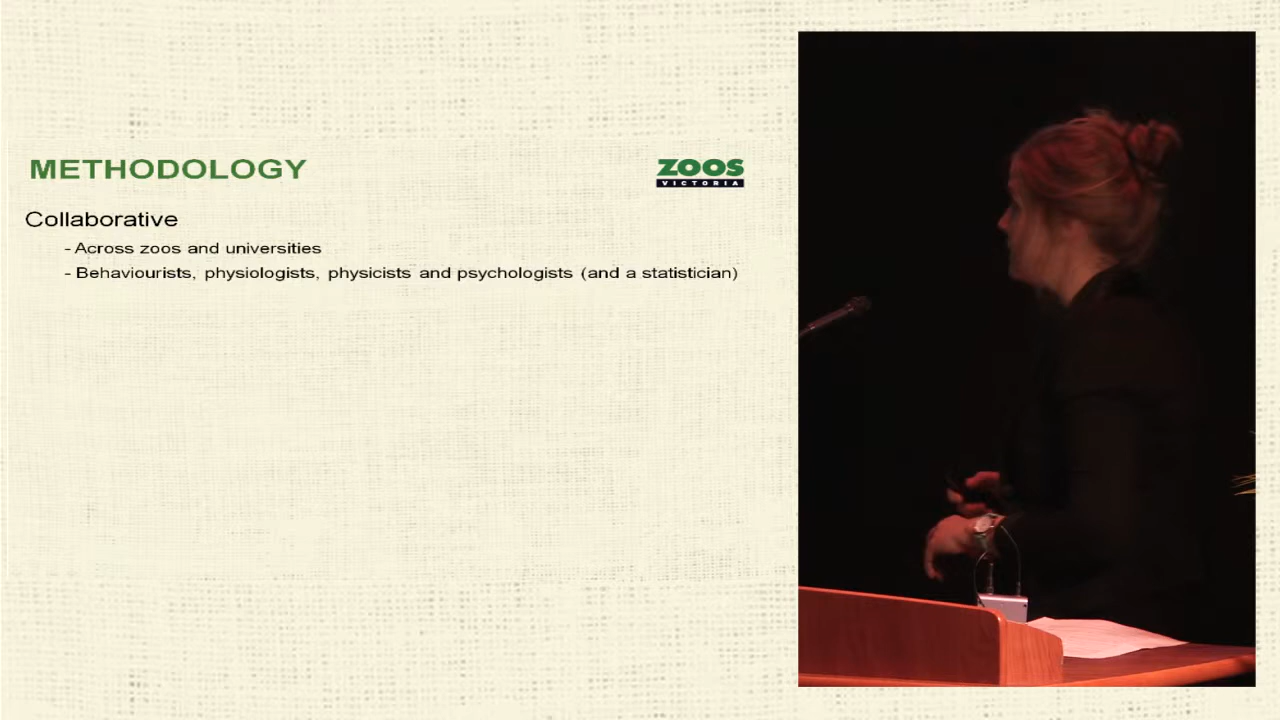 METHODOLOGY
ZOOS
VICTORIA
Collaborative
- Across zoos and universities
- Behaviourists, physiologists, physicists and psychologists (and a statistician)